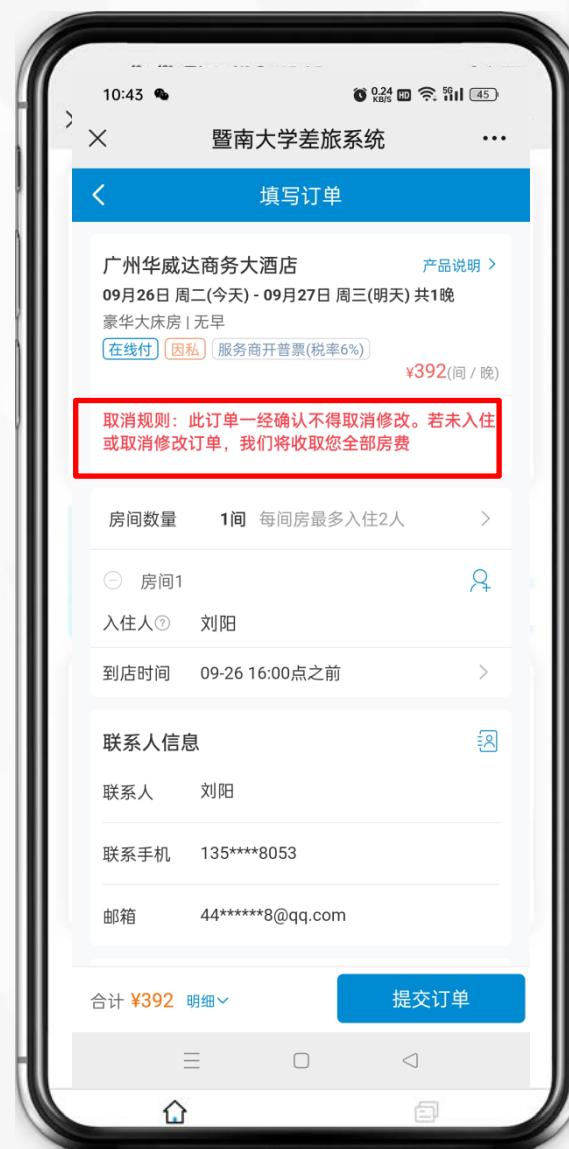 10:43
0.24 KB/S HD 5G 45
暨南大学差旅系统
填写订单
广州华威达商务大酒店 产品说明 >
09月26日 周二(今天) - 09月27日 周三(明天) 共1晚
豪华大床房 | 无早
在线付 因私 服务商开普票(税率6%)
¥392(间 / 晚)
取消规则：此订单一经确认不得取消修改。若未入住
或取消修改订单，我们将收取您全部房费
房间数量 1间 每间房最多入住2人
房间1
入住人 刘阳
到店时间 09-26 16:00点之前
联系人信息
联系人 刘阳
联系手机 135****8053
邮箱 44******8@qq.com
合计 ¥392 明细 提交订单